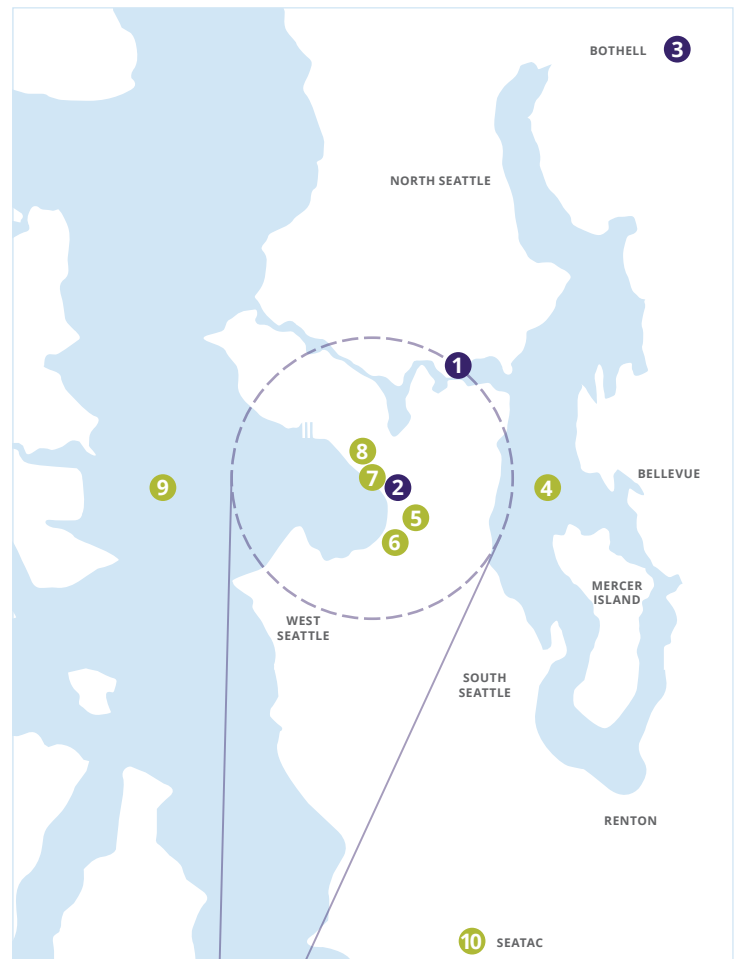 BOTHELL 3
NORTH SEATTLE
1
8
7
2
9
4
BELLEVUE
5
6
MERCER
ISLAND
WEST
SEATTLE
SOUTH
SEATTLE
RENTON
10 SEATAC